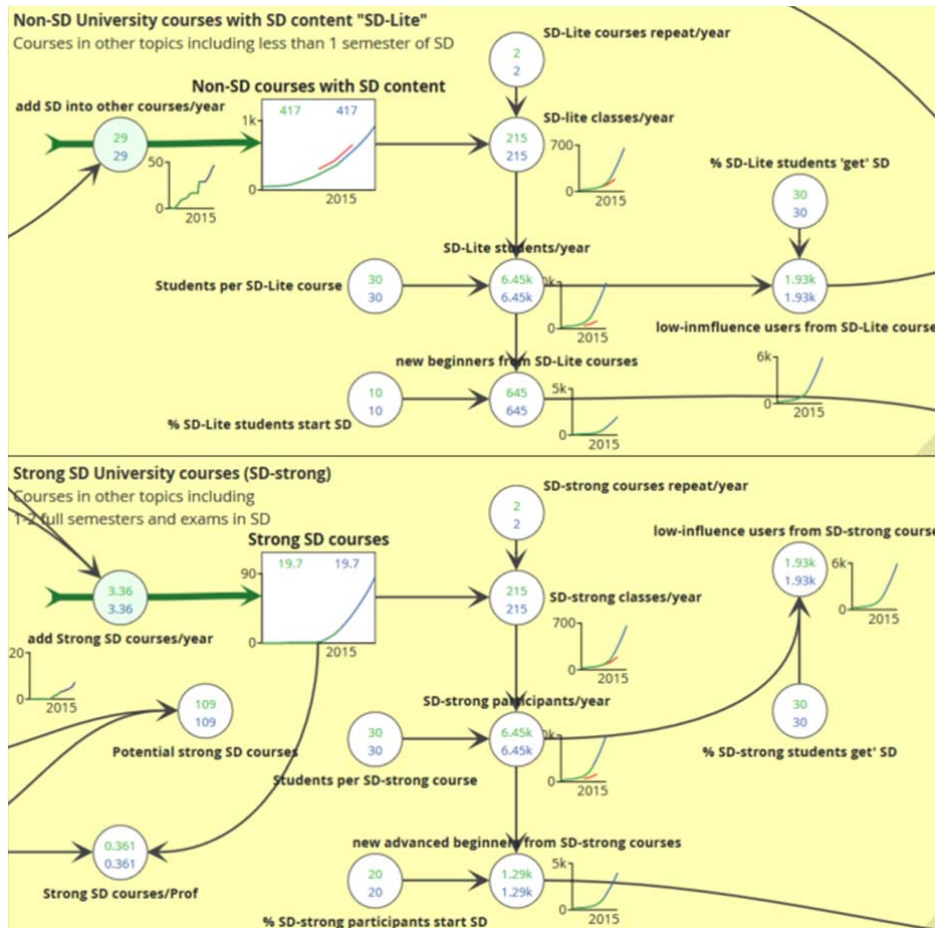 Non-SD University courses with SD content "SD-Lite"
Courses in other topics including less than 1 semester of SD
SD-Lite courses repeat/year
2
2
Non-SD courses with SD content
add SD into other courses/year
417 417
1k
0
2015
29
29
50
0
2015
SD-lite classes/year
215
215
700
0
2015
% SD-Lite students 'get' SD
30
30
SD-Lite students/year
Students per SD-Lite course
30
30
6.45k
6.45k
0k
0
2015
1.93k
1.93k
low-inmfluence users from SD-Lite course
6k
0
2015
new beginners from SD-Lite courses
10
10
% SD-Lite students start SD
645
645
5k
0
2015
Strong SD University courses (SD-strong)
Courses in other topics including
1-2 full semesters and exams in SD
SD-strong courses repeat/year
2
2
low-influence users from SD-strong course
1.93k
1.93k
6k
0
2015
Strong SD courses
19.7 19.7
90
0
2015
3.36
3.36
add Strong SD courses/year
20
0
2015
215
215
SD-strong classes/year
700
0
2015
SD-strong participants/year
109
109
Potential strong SD courses
30
30
Students per SD-strong course
6.45k
6.45k
0k
0
2015
30
30
% SD-strong students get' SD
0.361
0.361
Strong SD courses/Prof
new advanced beginners from SD-strong courses
20
20
% SD-strong participants start SD
1.29k
1.29k
5k
0
2015